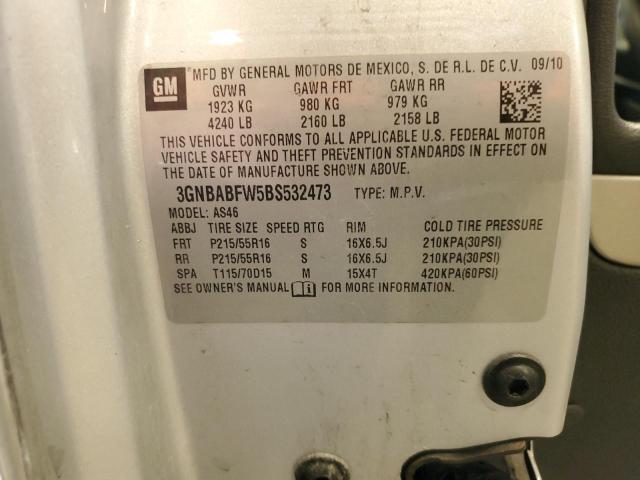 GM MFD BY GENERAL MOTORS DE MEXICO, S. DE R.L. DE C.V. 09/10
GVWR GAWR FRT GAWR RR
1923 KG 980 KG 979 KG
4240 LB 2160 LB 2158 LB
THIS VEHICLE CONFORMS TO ALL APPLICABLE U.S. FEDERAL MOTOR
VEHICLE SAFETY AND THEFT PREVENTION STANDARDS IN EFFECT ON
THE DATE OF MANUFACTURE SHOWN ABOVE.
3GNBABFW5BS532473 TYPE: M.P.V.
MODEL: AS46
ABBJ TIRE SIZE SPEED RTG RIM COLD TIRE PRESSURE
FRT P215/55R16 S 16X6.5J 210KPA(30PSI)
RR P215/55R16 S 16X6.5J 210KPA(30PSI)
SPA T115/70D15 M 15X4T 420KPA(60PSI)
SEE OWNER'S MANUAL FOR MORE INFORMATION.